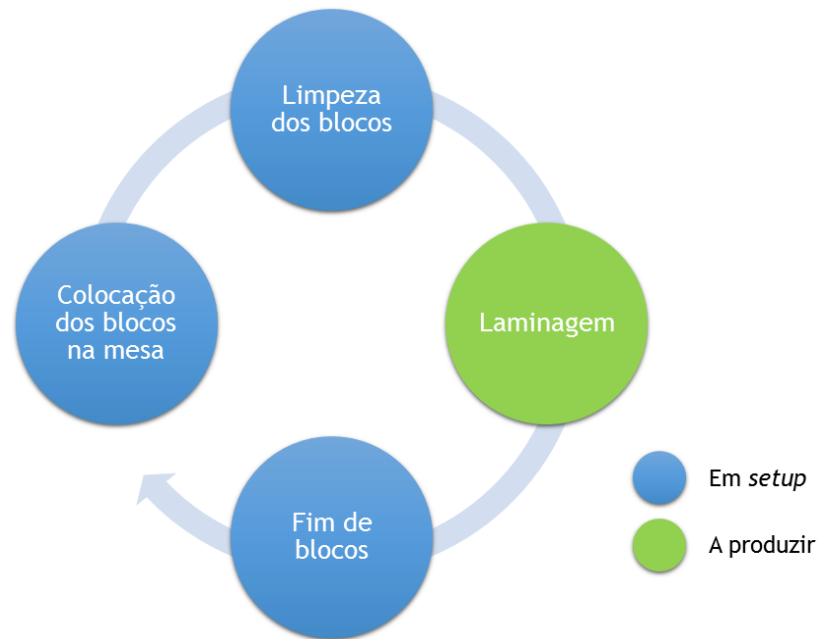 Limpeza
dos blocos
Colocação
dos blocos
na mesa
Laminagem
Fim de
blocos
Em setup
A produzir